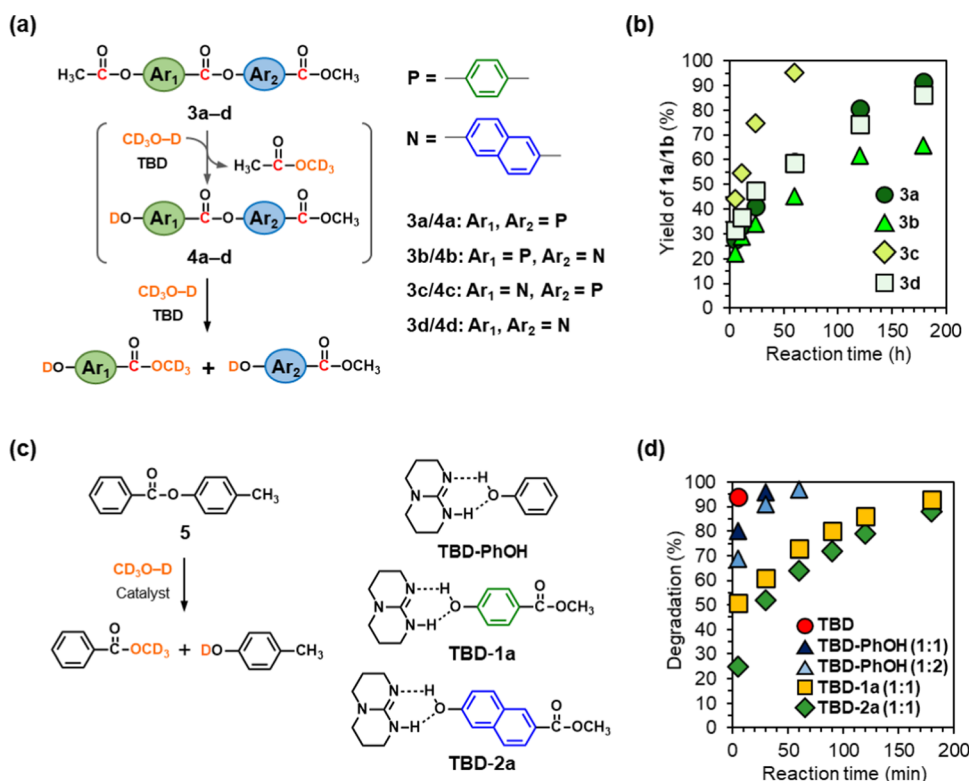 (a)
O
H₃C–C–O–Ar₁–C–O–Ar₂–C–OCH₃
3a–d
CD₃O–D
TBD
O
H₃C–C–OCD₃
O
DO–Ar₁–C–O–Ar₂–C–OCH₃
4a–d
CD₃O–D
TBD
O
DO–Ar₁–C–OCD₃ + DO–Ar₂–C–OCH₃
P =
N =
3a/4a: Ar₁, Ar₂ = P
3b/4b: Ar₁ = P, Ar₂ = N
3c/4c: Ar₁ = N, Ar₂ = P
3d/4d: Ar₁, Ar₂ = N
(b)
Yield of 1a/1b (%)
100
90
80
70
60
50
40
30
20
10
0
3a
3b
3c
3d
0 50 100 150 200
Reaction time (h)
(c)
O
C–O
CH₃
5
CD₃O–D
Catalyst
O
C–OCD₃ + DO
CH₃
N H
O
N N–H
TBD-PhOH
N H O
O C–OCH₃
N N–H
TBD-1a
N H
O O
N N–H C–OCH₃
TBD-2a
(d)
Degradation (%)
100
90
80
70
60
50
40
30
20
10
0
TBD
TBD-PhOH (1:1)
TBD-PhOH (1:2)
TBD-1a (1:1)
TBD-2a (1:1)
0 50 100 150 200
Reaction time (min)